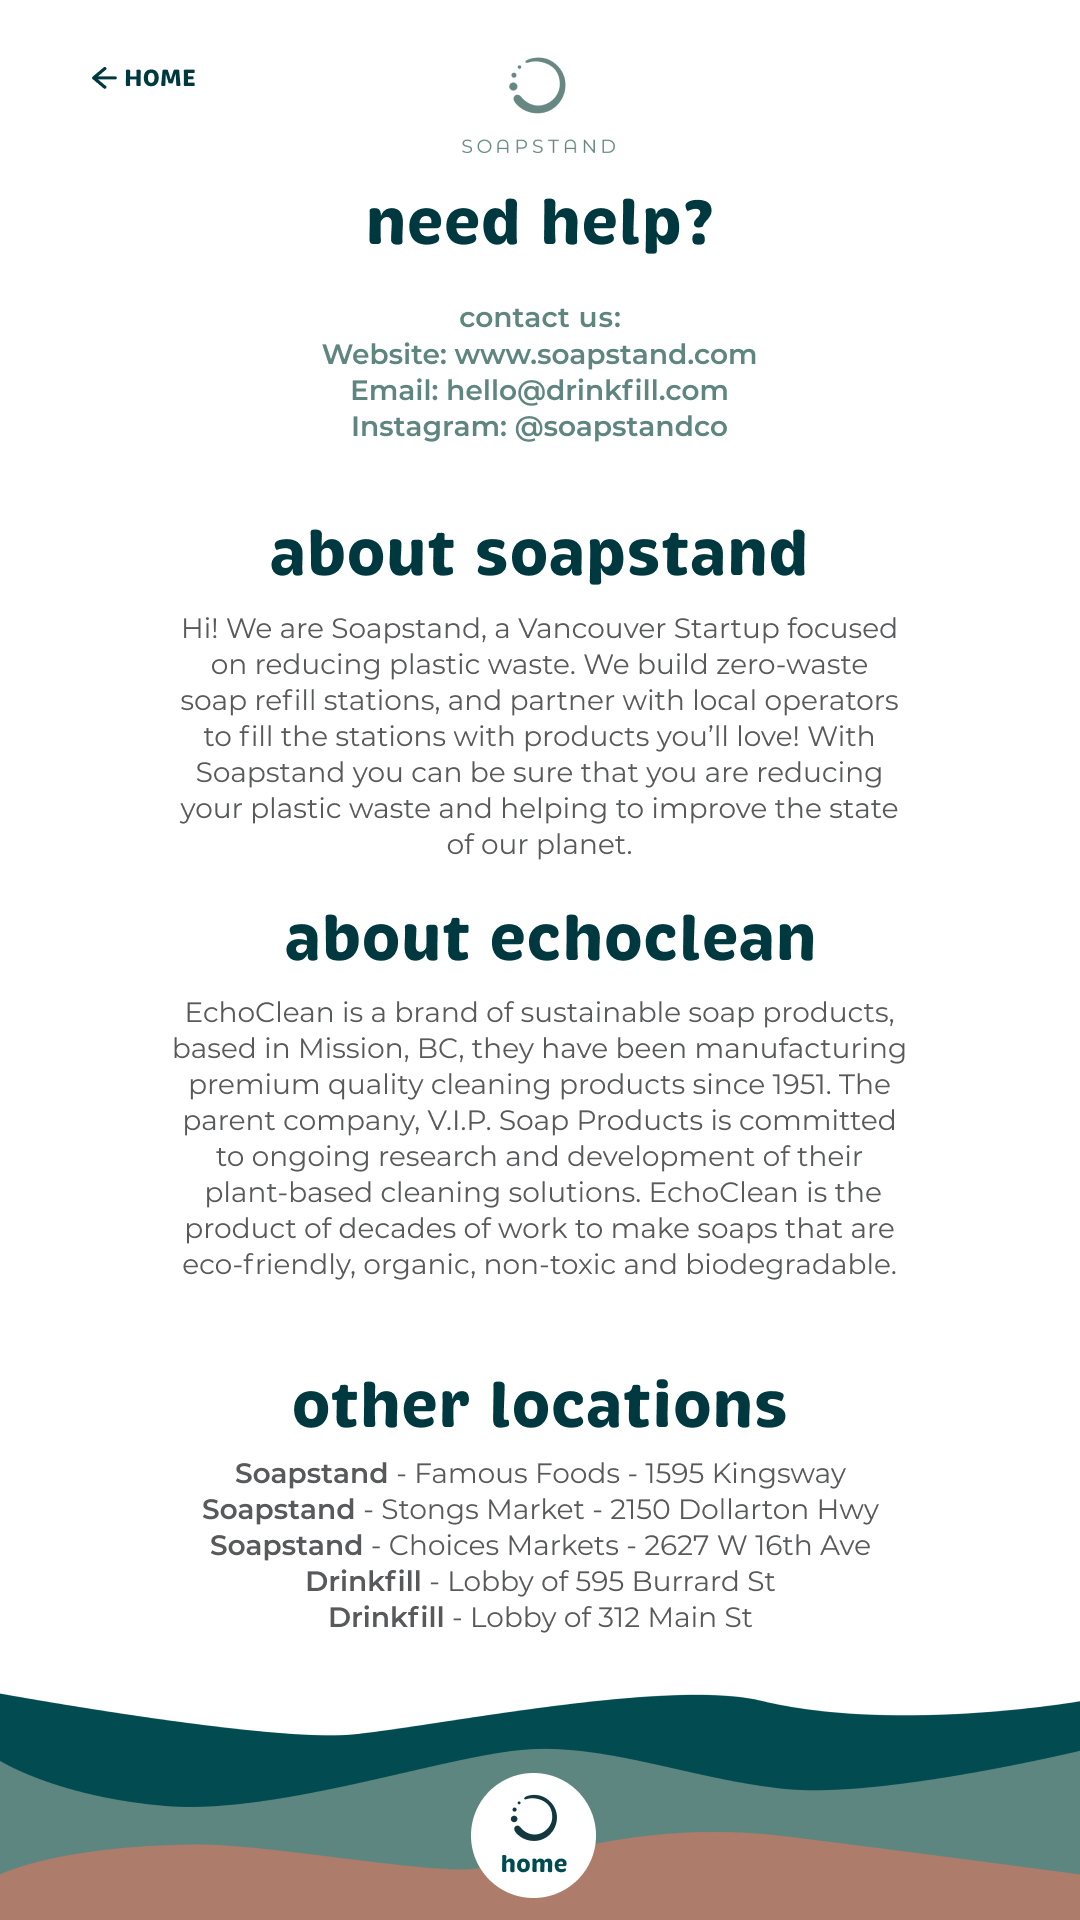 HOME
SOAPSTAND
need help?
contact us:
Website: www.soapstand.com
Email: hello@drinkfill.com
Instagram: @soapstandco
about soapstand
Hi! We are Soapstand, a Vancouver Startup focused
on reducing plastic waste. We build zero-waste
soap refill stations, and partner with local operators
to fill the stations with products you’ll love! With
Soapstand you can be sure that you are reducing
your plastic waste and helping to improve the state
of our planet.
about echoclean
EchoClean is a brand of sustainable soap products,
based in Mission, BC, they have been manufacturing
premium quality cleaning products since 1951. The
parent company, V.I.P. Soap Products is committed
to ongoing research and development of their
plant-based cleaning solutions. EchoClean is the
product of decades of work to make soaps that are
eco-friendly, organic, non-toxic and biodegradable.
other locations
Soapstand - Famous Foods - 1595 Kingsway
Soapstand - Stongs Market - 2150 Dollarton Hwy
Soapstand - Choices Markets - 2627 W 16th Ave
Drinkfill - Lobby of 595 Burrard St
Drinkfill - Lobby of 312 Main St
home